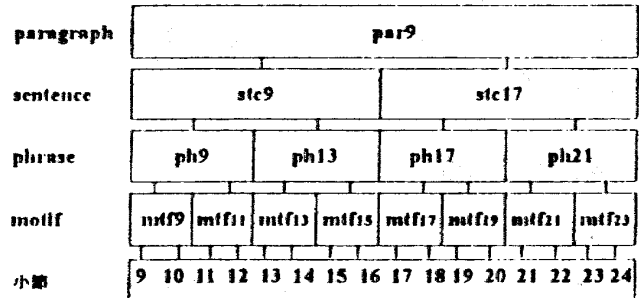 paragraph par9
sentence stc9 stc17
phrase ph9 ph13 ph17 ph21
motif mtf9 mtf11 mtf13 mtf15 mtf17 mtf19 mtf21 mtf23
小節 9 10 11 12 13 14 15 16 17 18 19 20 21 22 23 24